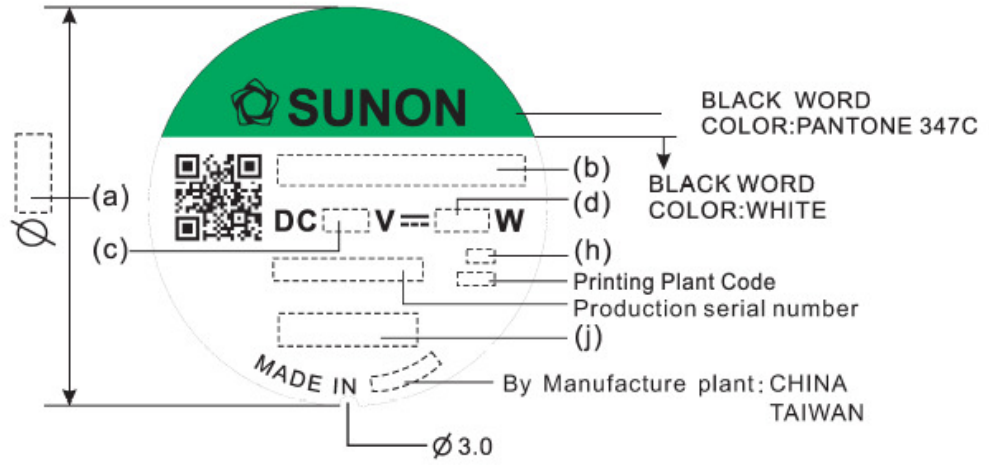 SUNON
BLACK WORD
COLOR:PANTONE 347C
BLACK WORD
COLOR:WHITE
(a)
(b)
(c)
(d)
DC V W
(h)
Printing Plant Code
Production serial number
(j)
MADE IN
By Manufacture plant: CHINA
TAIWAN
Ø
Ø 3.0